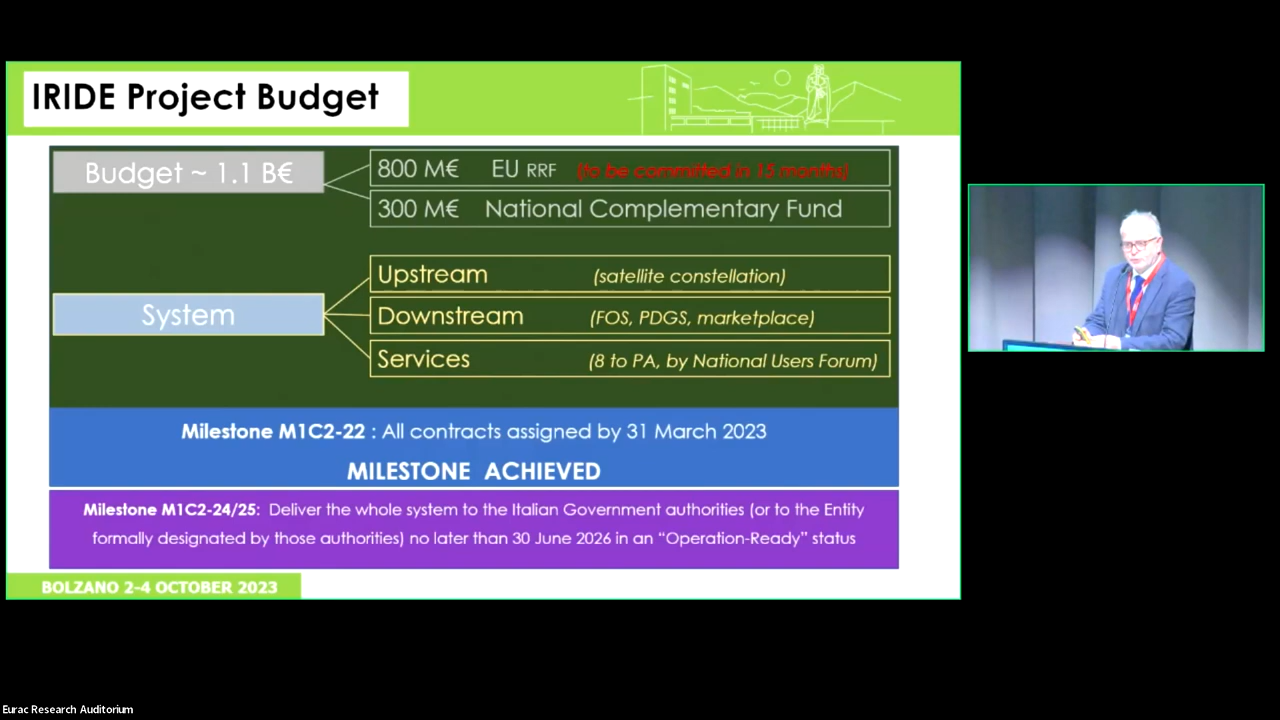 IRIDE Project Budget
Budget ~ 1.1 B€
800 M€ EU RRF (to be committed in 15 months)
300 M€ National Complementary Fund
System
Upstream (satellite constellation)
Downstream (FOS, PDGS, marketplace)
Services (8 to PA, by National Users Forum)
Milestone M1C2-22 : All contracts assigned by 31 March 2023
MILESTONE ACHIEVED
Milestone M1C2-24/25: Deliver the whole system to the Italian Government authorities (or to the Entity
formally designated by those authorities) no later than 30 June 2026 in an “Operation-Ready” status
BOLZANO 2-4 OCTOBER 2023
Eurac Research Auditorium